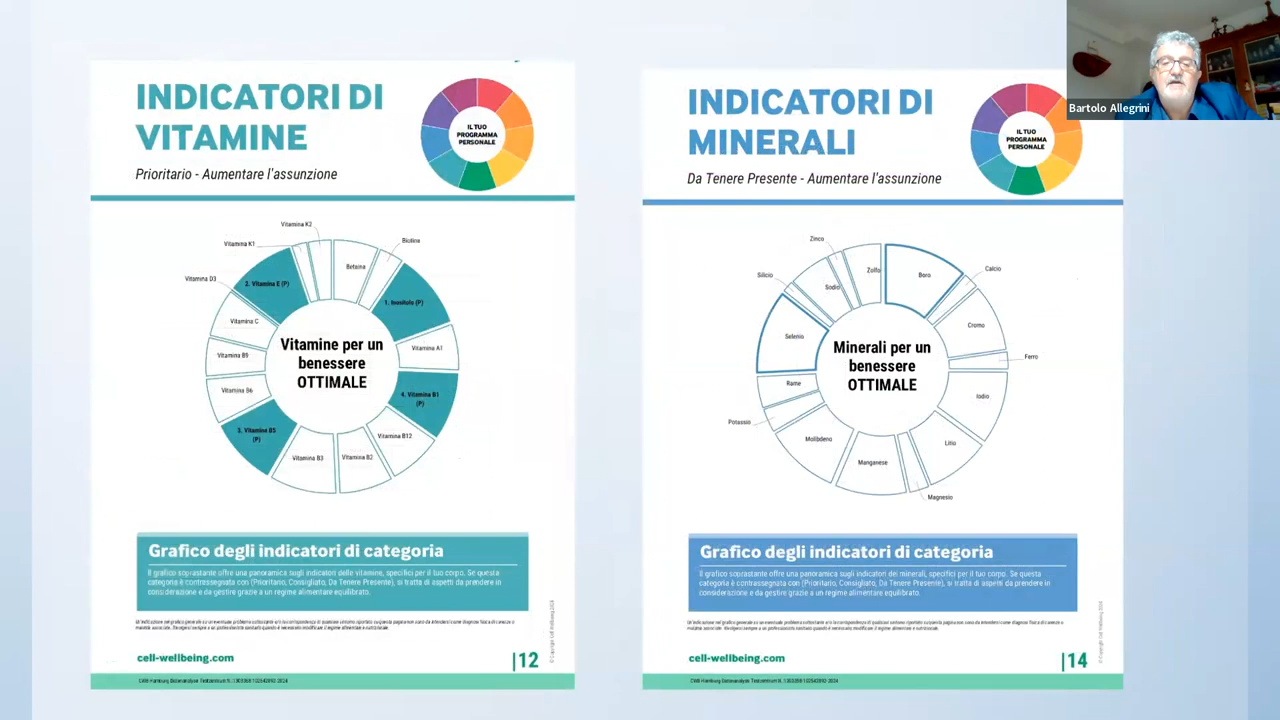 INDICATORI DI
VITAMINE
Prioritario - Aumentare l'assunzione
IL TUO
PROGRAMMA
PERSONALE
Vitamina K2
Vitamina K1
Biotina
Betaina
Vitamina D3
2. Vitamina E (P)
1. Inositolo (P)
Vitamina C
Vitamina A1
Vitamina B9
Vitamina B6
4. Vitamina B1
(P)
3. Vitamina B5
(P)
Vitamina B12
Vitamina B3
Vitamina B2
Vitamine per un
benessere
OTTIMALE
Grafico degli indicatori di categoria
Il grafico soprastante offre una panoramica sugli indicatori delle vitamine, specifici per il tuo corpo. Se questa
categoria è contrassegnata con (Prioritario, Consigliato, Da Tenere Presente), si tratta di aspetti da prendere in
considerazione e da gestire grazie a un regime alimentare equilibrato.
cell-wellbeing.com
|12
INDICATORI DI
MINERALI
Da Tenere Presente - Aumentare l'assunzione
IL TUO
PROGRAMMA
PERSONALE
Bartolo Allegrini
Zinco
Zolfo
Boro
Calcio
Silicio
Sodio
Cromo
Selenio
Ferro
Rame
Iodio
Potassio
Molibdeno
Litio
Manganese
Magnesio
Minerali per un
benessere
OTTIMALE
Grafico degli indicatori di categoria
Il grafico soprastante offre una panoramica sugli indicatori dei minerali, specifici per il tuo corpo. Se questa
categoria è contrassegnata con (Prioritario, Consigliato, Da Tenere Presente), si tratta di aspetti da prendere in
considerazione e da gestire grazie a un regime alimentare equilibrato.
cell-wellbeing.com
|14